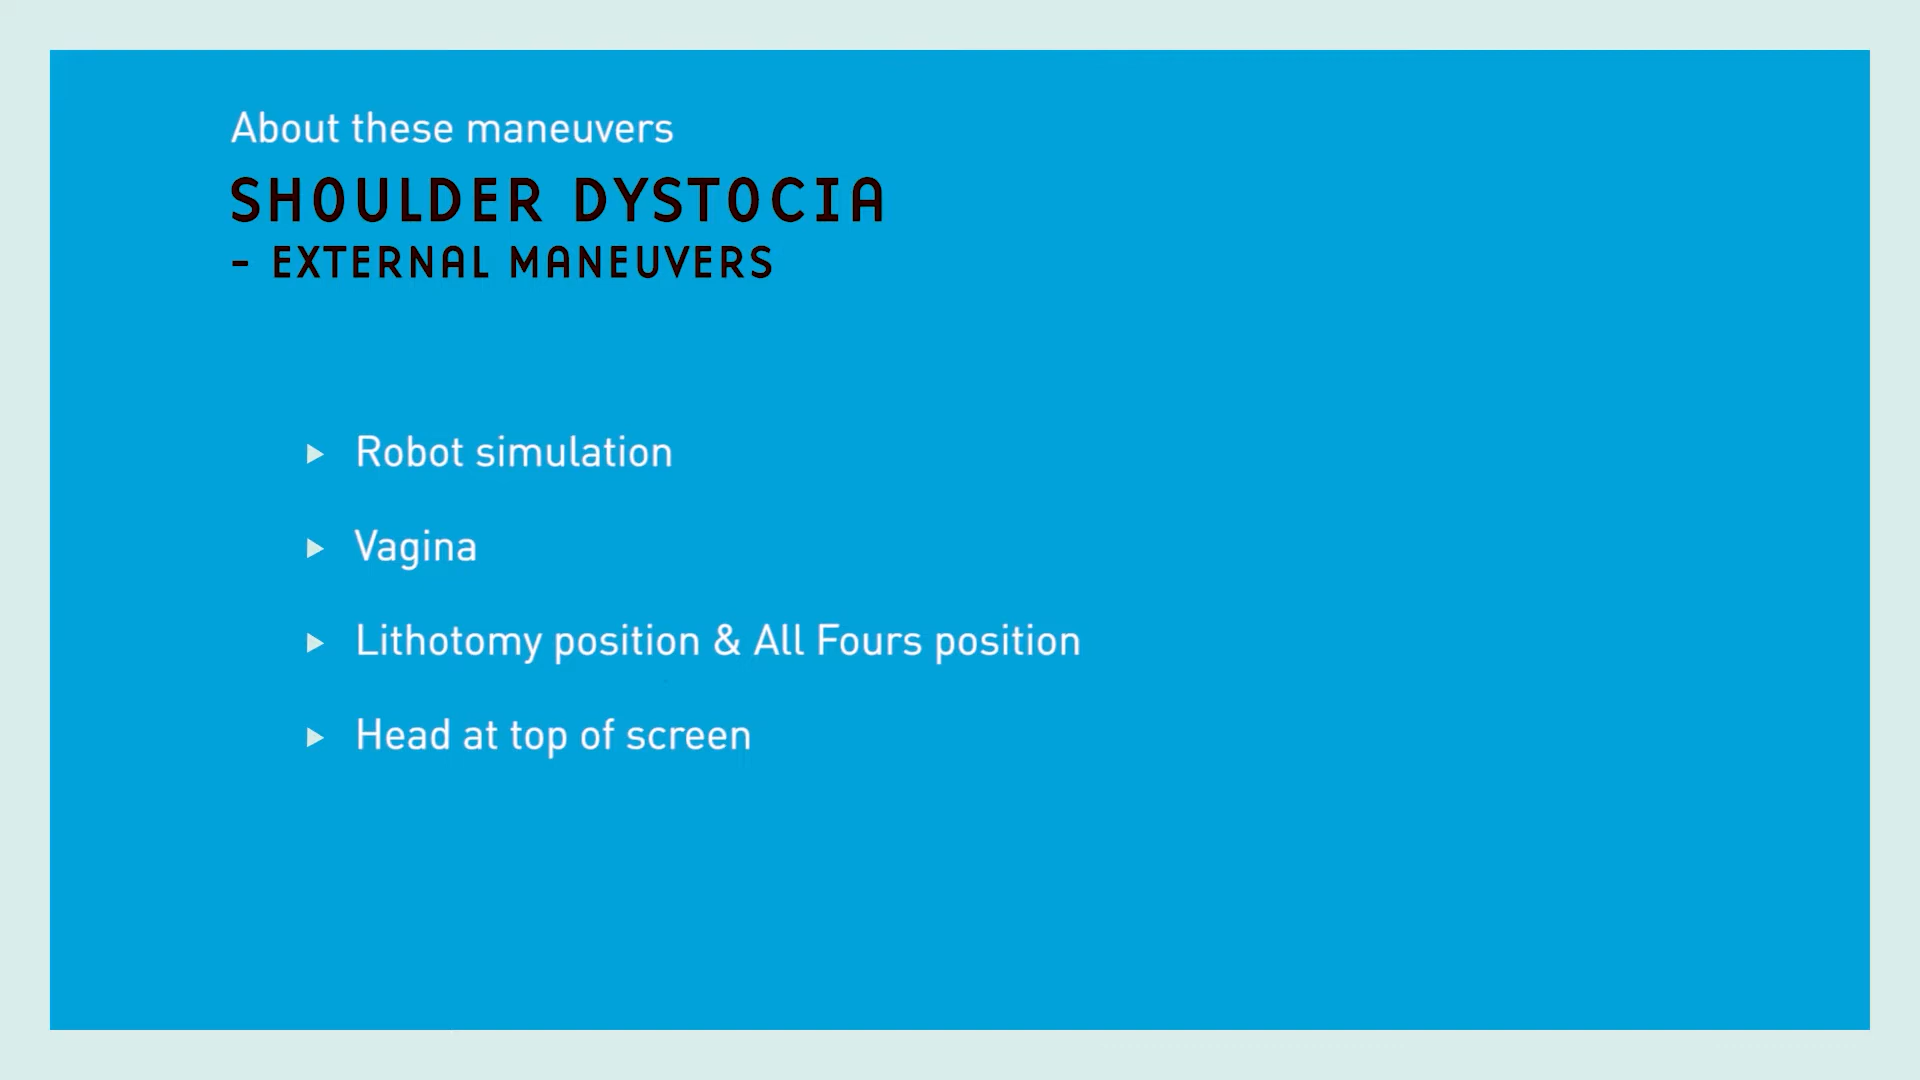 About these maneuvers
SHOULDER DYSTOCIA
- EXTERNAL MANEUVERS
▶ Robot simulation
▶ Vagina
▶ Lithotomy position & All Fours position
▶ Head at top of screen